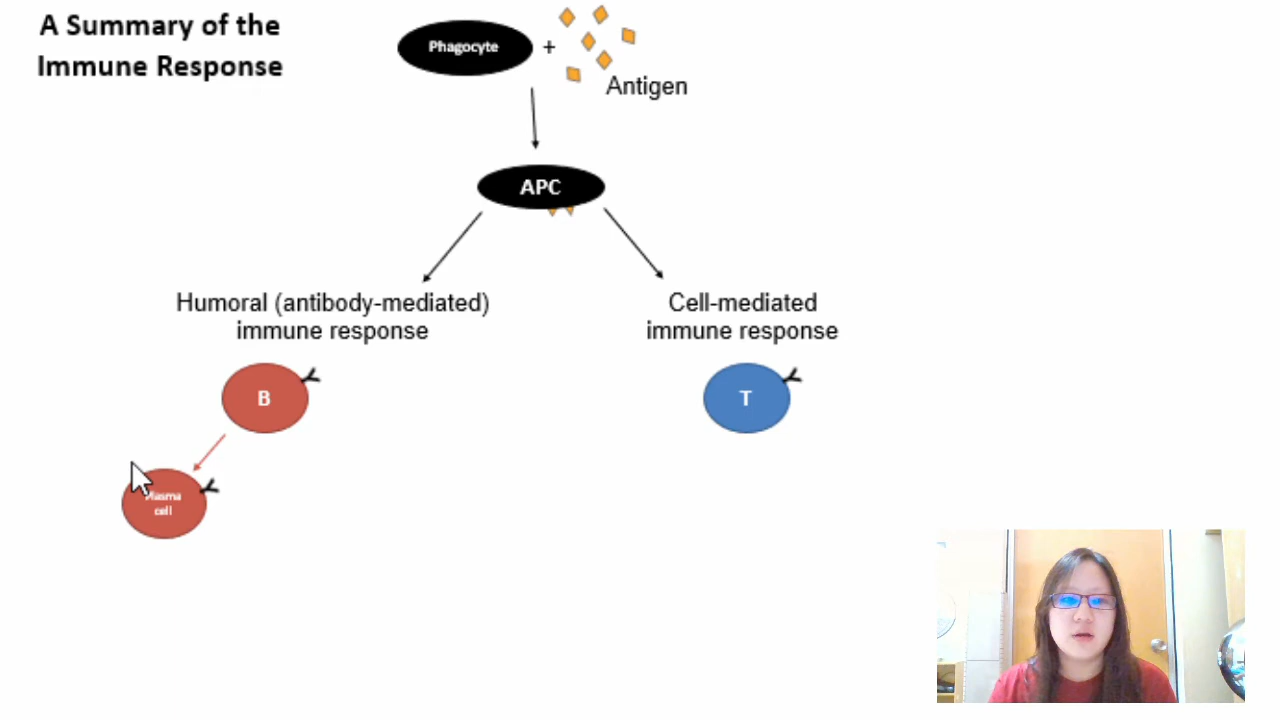 A Summary of the
Immune Response
Phagocyte
+
Antigen
APC
Humoral (antibody-mediated)
immune response
Cell-mediated
immune response
B
T
Plasma
cell